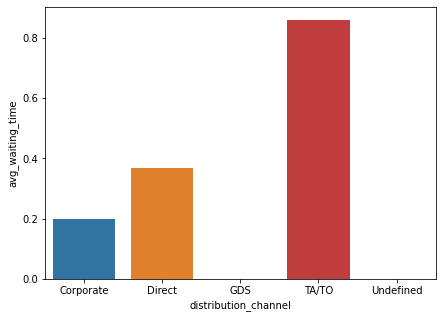 0.8
0.6
0.4
0.2
0.0
avg_waiting_time
Corporate Direct GDS TA/TO Undefined
distribution_channel